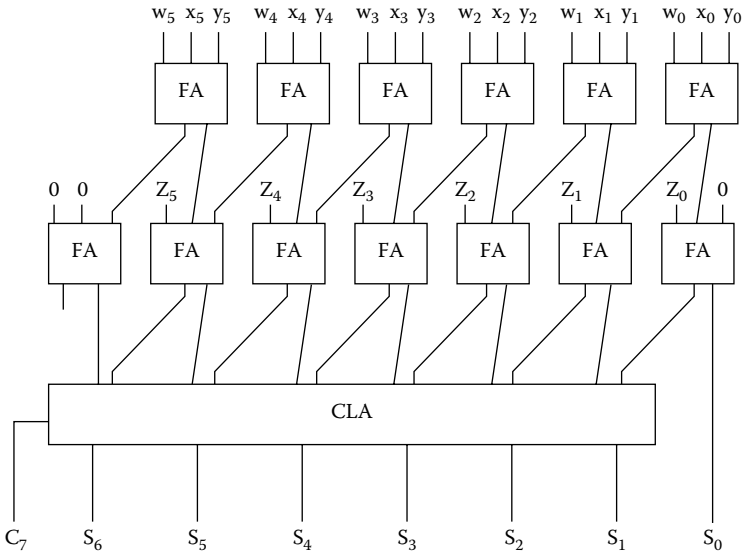 w₅ x₅ y₅ w₄ x₄ y₄ w₃ x₃ y₃ w₂ x₂ y₂ w₁ x₁ y₁ w₀ x₀ y₀
FA FA FA FA FA FA
0 0 Z₅ Z₄ Z₃ Z₂ Z₁ Z₀ 0
FA FA FA FA FA FA FA
CLA
C₇ S₆ S₅ S₄ S₃ S₂ S₁ S₀